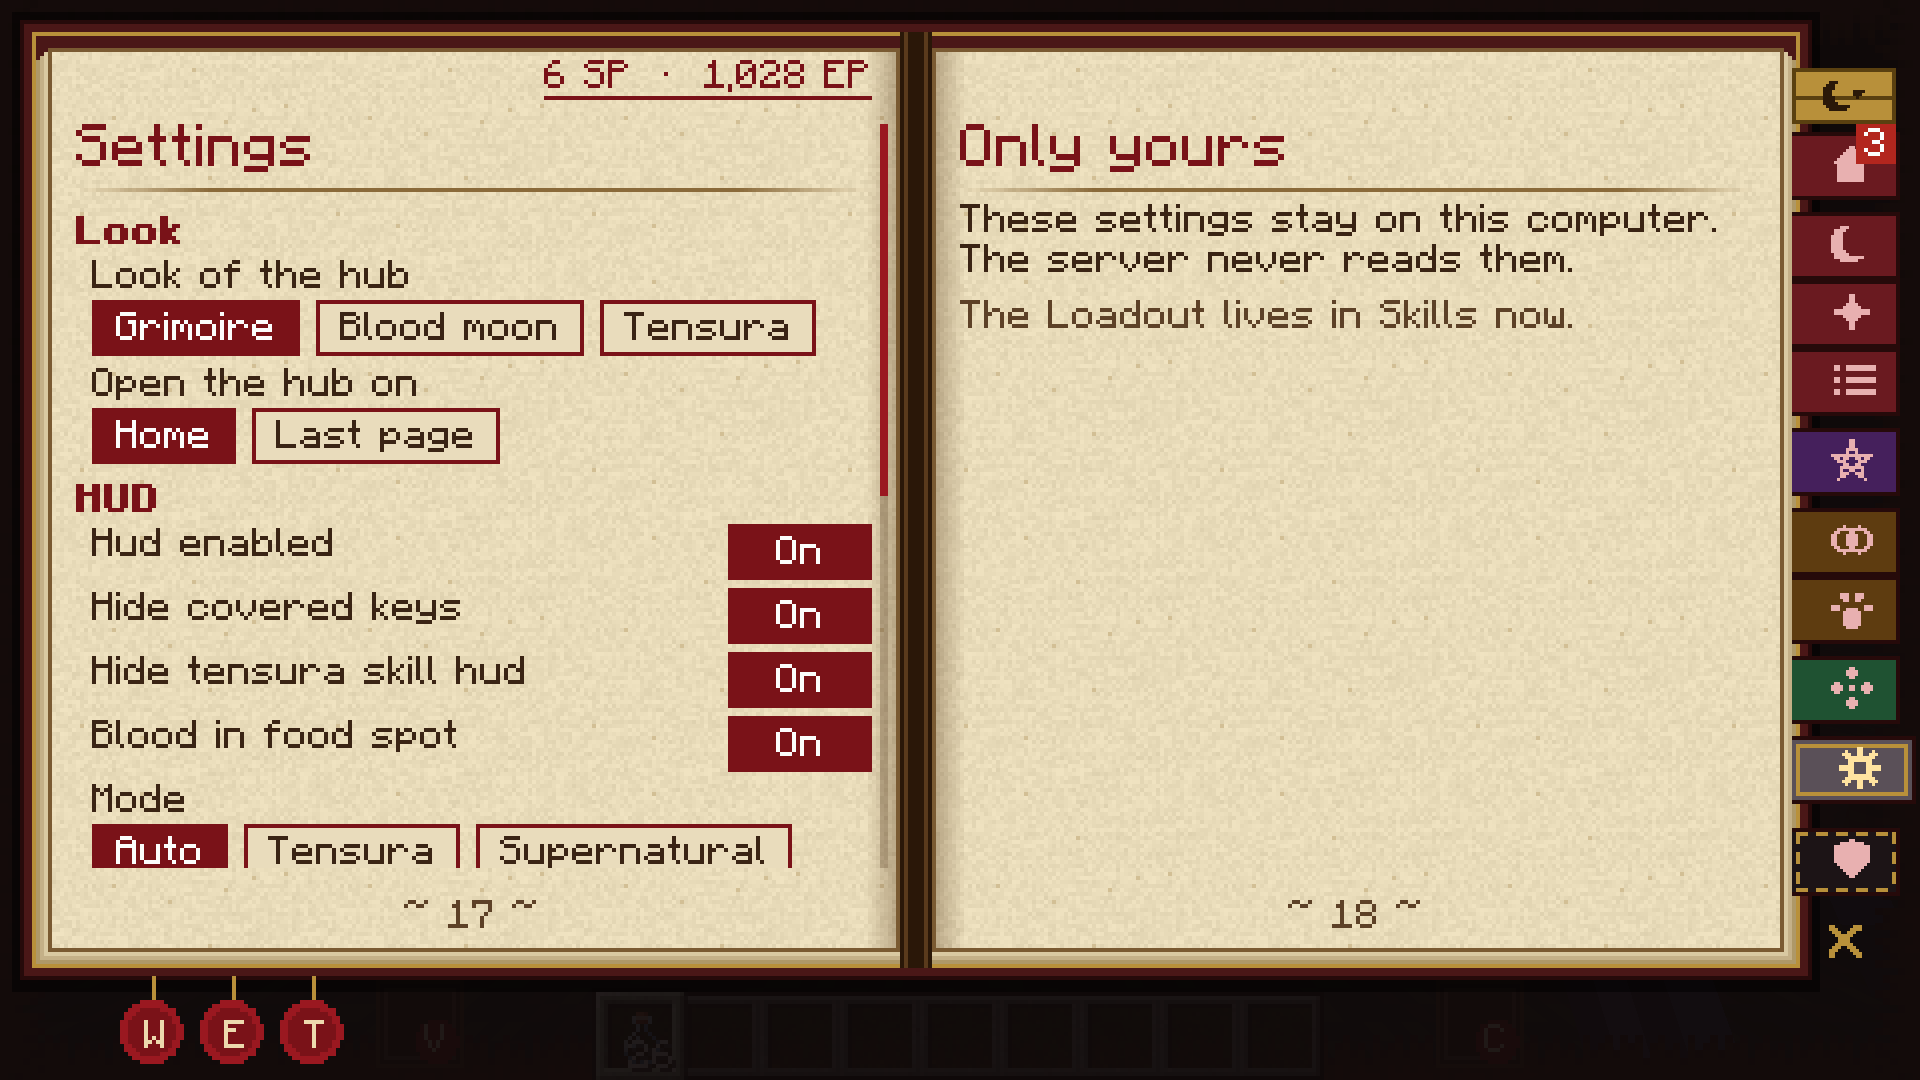 6 SP · 1,028 EP
Settings
Look
Look of the hub
Grimoire Blood moon Tensura
Open the hub on
Home Last page
HUD
Hud enabled On
Hide covered keys On
Hide tensura skill hud On
Blood in food spot On
Mode
Auto Tensura Supernatural
~ 17 ~
Only yours
These settings stay on this computer.
The server never reads them.
The Loadout lives in Skills now.
~ 18 ~
3
W E T V 26 C